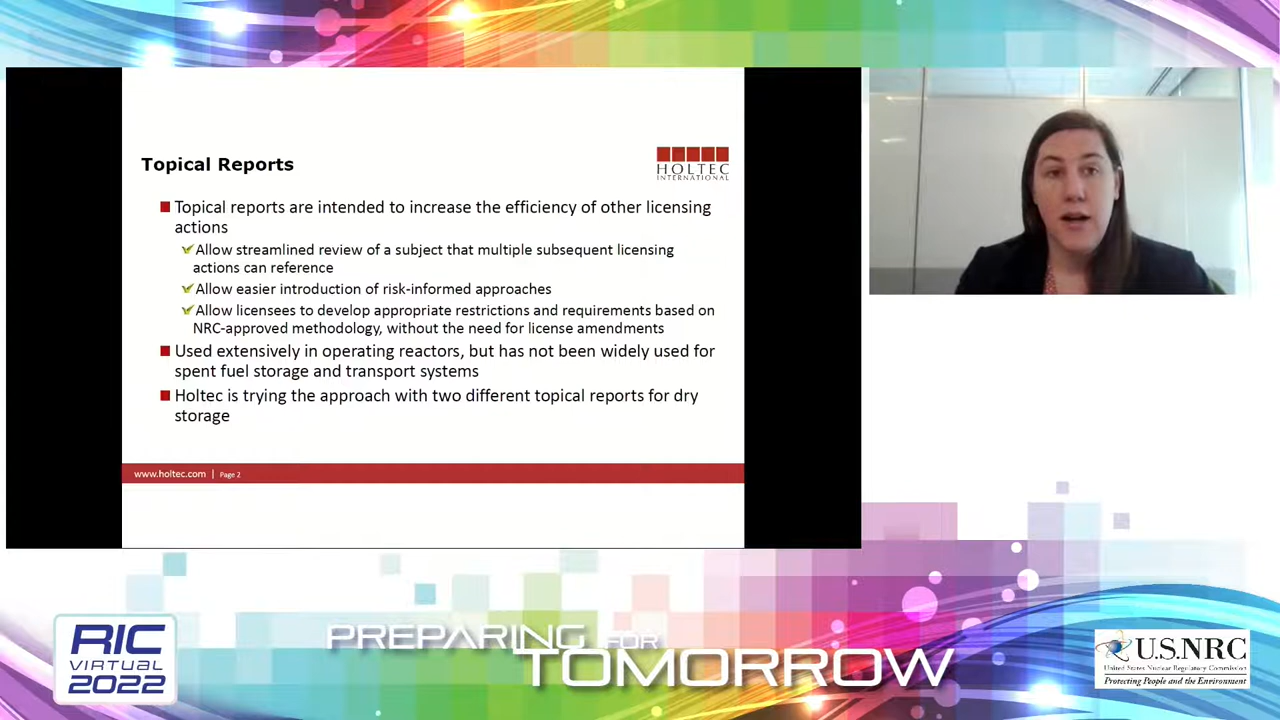 Topical Reports
HOLTEC
INTERNATIONAL
Topical reports are intended to increase the efficiency of other licensing
actions
Allow streamlined review of a subject that multiple subsequent licensing
actions can reference
Allow easier introduction of risk-informed approaches
Allow licensees to develop appropriate restrictions and requirements based on
NRC-approved methodology, without the need for license amendments
Used extensively in operating reactors, but has not been widely used for
spent fuel storage and transport systems
Holtec is trying the approach with two different topical reports for dry
storage
www.holtec.com | Page 2
RIC
VIRTUAL
2022
PREPARING FOR
TOMORROW
U.S.NRC
United States Nuclear Regulatory Commission
Protecting People and the Environment